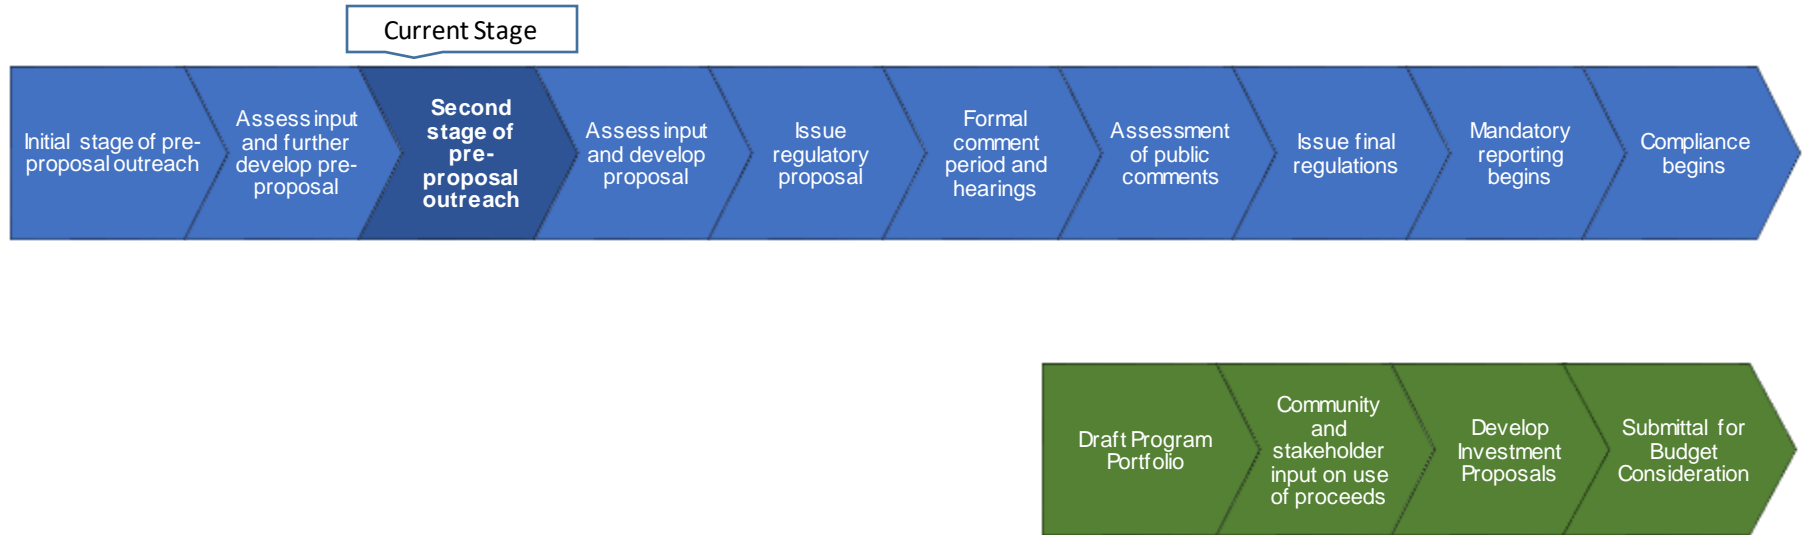 Current Stage
Initial stage of pre-
proposal outreach
Assess input
and further
develop pre-
proposal
Second
stage of
pre-
proposal
outreach
Assess input
and develop
proposal
Issue
regulatory
proposal
Formal
comment
period and
hearings
Assessment
of public
comments
Issue final
regulations
Mandatory
reporting
begins
Compliance
begins
Draft Program
Portfolio
Community
and
stakeholder
input on use
of proceeds
Develop
Investment
Proposals
Submittal for
Budget
Consideration